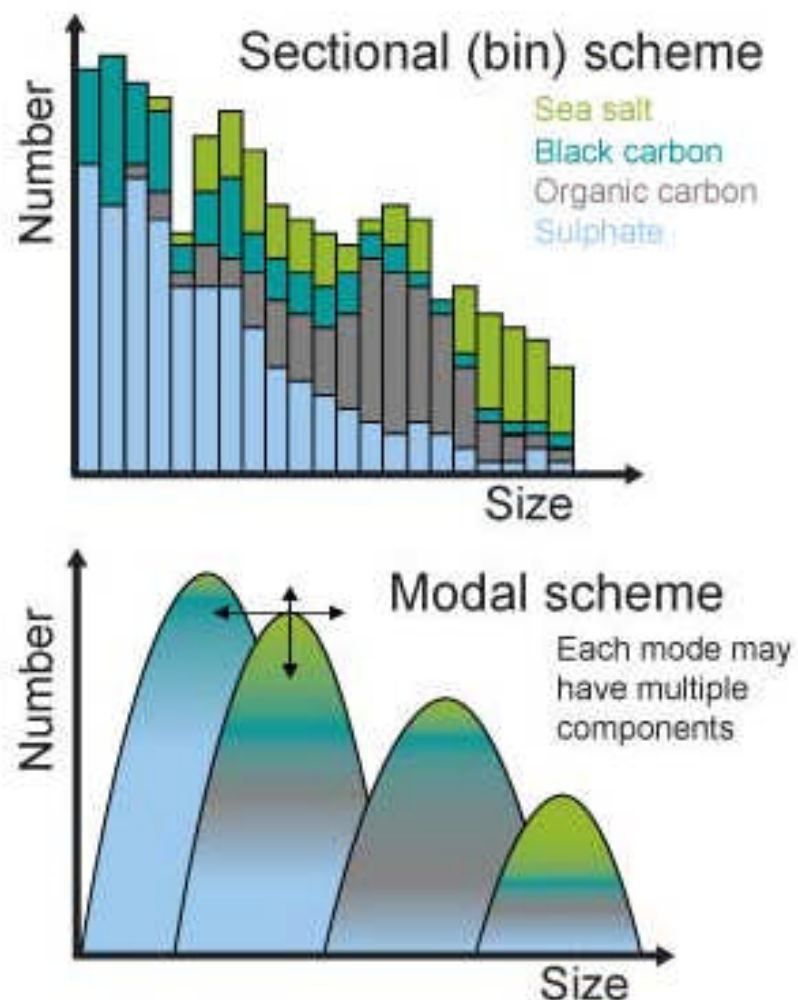 Sectional (bin) scheme
Number
Sea salt
Black carbon
Organic carbon
Sulphate
Size
Modal scheme
Number
Each mode may
have multiple
components
Size